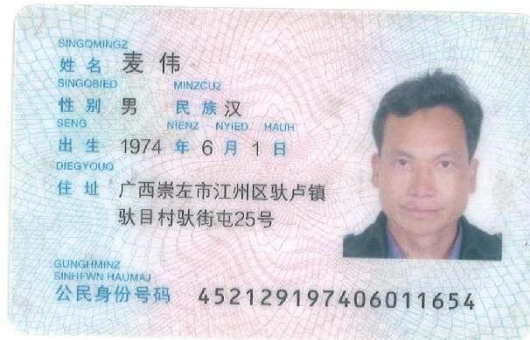 SINGQMINGZ
姓名 麦伟
SINGQBIED MINZCUZ
性别 男 民族 汉
SENG NIENZ NYIED HAUH
出生 1974 年 6 月 1 日
DIEGYOUQ
住址 广西崇左市江州区驮卢镇
驮目村驮街屯25号
GUNGHMINZ
SINHFWN HAUMAJ
公民身份号码 452129197406011654